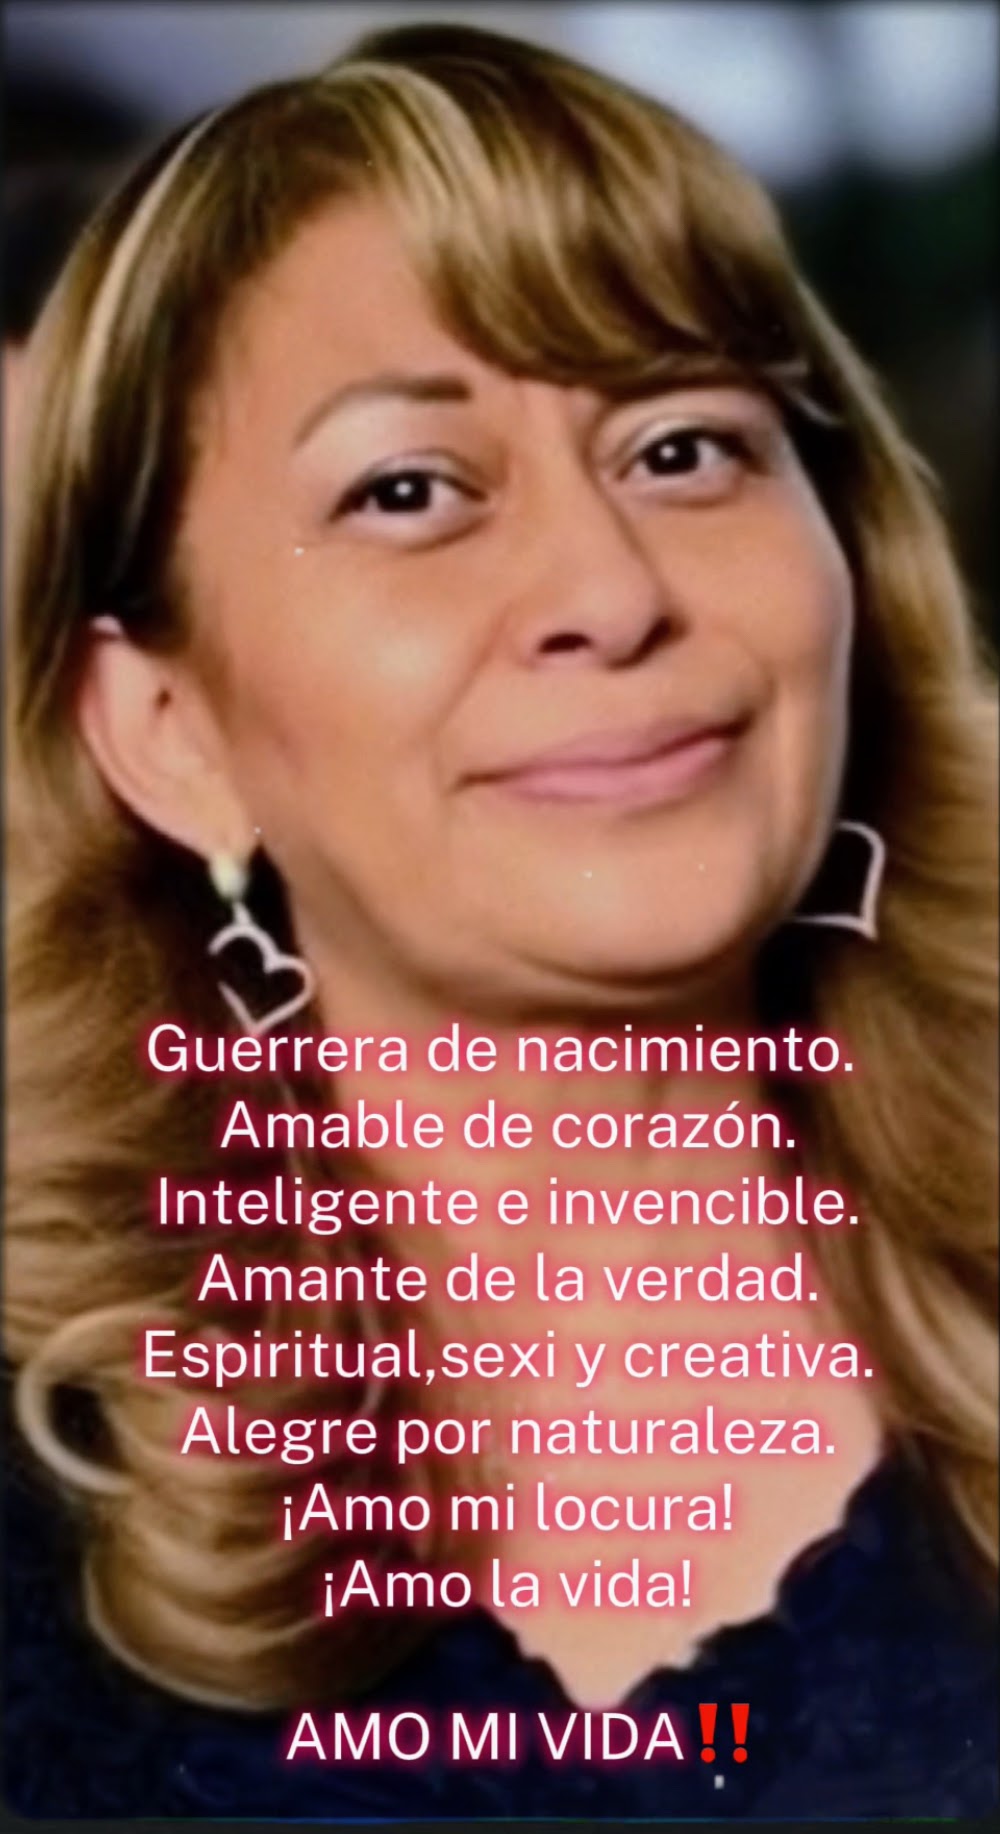 Guerrera de nacimiento.
Amable de corazón.
Inteligente e invencible.
Amante de la verdad.
Espiritual,sexi y creativa.
Alegre por naturaleza.
¡Amo mi locura!
¡Amo la vida!
AMO MI VIDA‼️